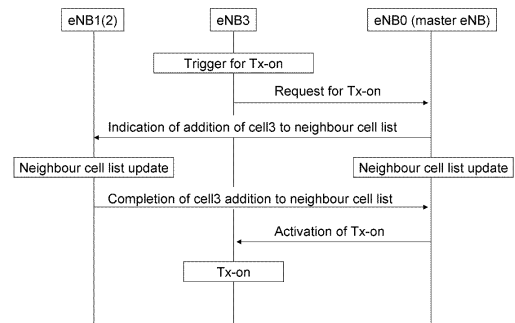 eNB1(2)
eNB3
eNB0 (master eNB)
Trigger for Tx-on
Request for Tx-on
Indication of addition of cell3 to neighbour cell list
Neighbour cell list update
Neighbour cell list update
Completion of cell3 addition to neighbour cell list
Activation of Tx-on
Tx-on